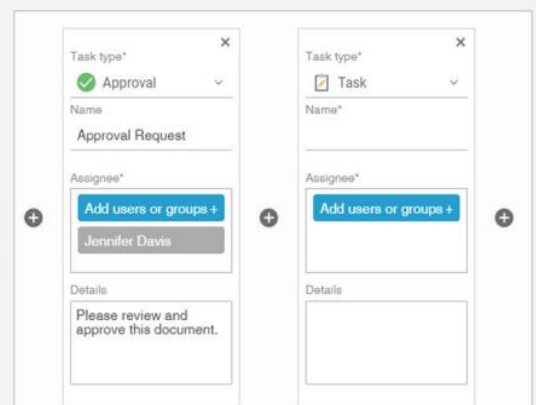 Task type*
Approval
Name
Approval Request
Assignee*
Add users or groups +
Jennifer Davis
Details
Please review and
approve this document.
Task type*
Task
Name*
Assignee*
Add users or groups +
Details